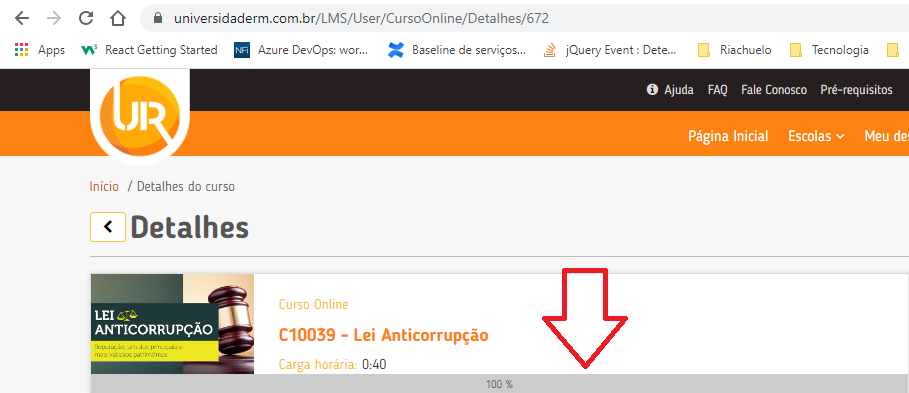 universidaderm.com.br/LMS/User/CursoOnline/Detalhes/672
Apps React Getting Started NFi Azure DevOps: wor... Baseline de serviços... jQuery Event : Dete... Riachuelo Tecnologia
UR
Ajuda FAQ Fale Conosco Pré-requisitos
Página Inicial Escolas Meu des
Início / Detalhes do curso
Detalhes
LEI
ANTICORRUPÇÃO
Reputação, um dos principais e
mais valiosos patrimônios
Curso Online
C10039 - Lei Anticorrupção
Carga horária: 0:40
100 %